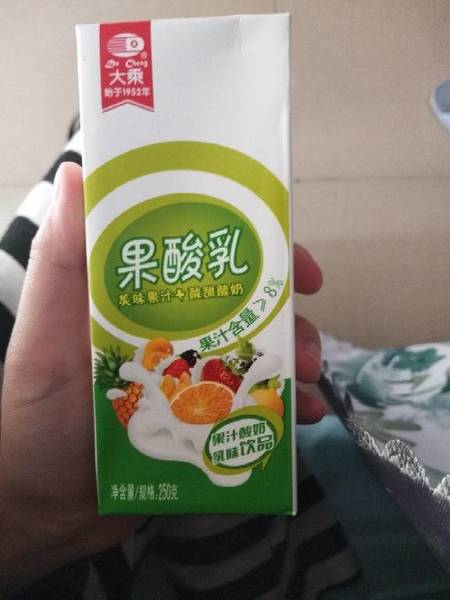 Da Cheng
大乘
始于1952年
果酸乳
美味果汁+酸甜酸奶
果汁含量≥8%
果汁酸奶
乳味饮品
净含量/规格:250克